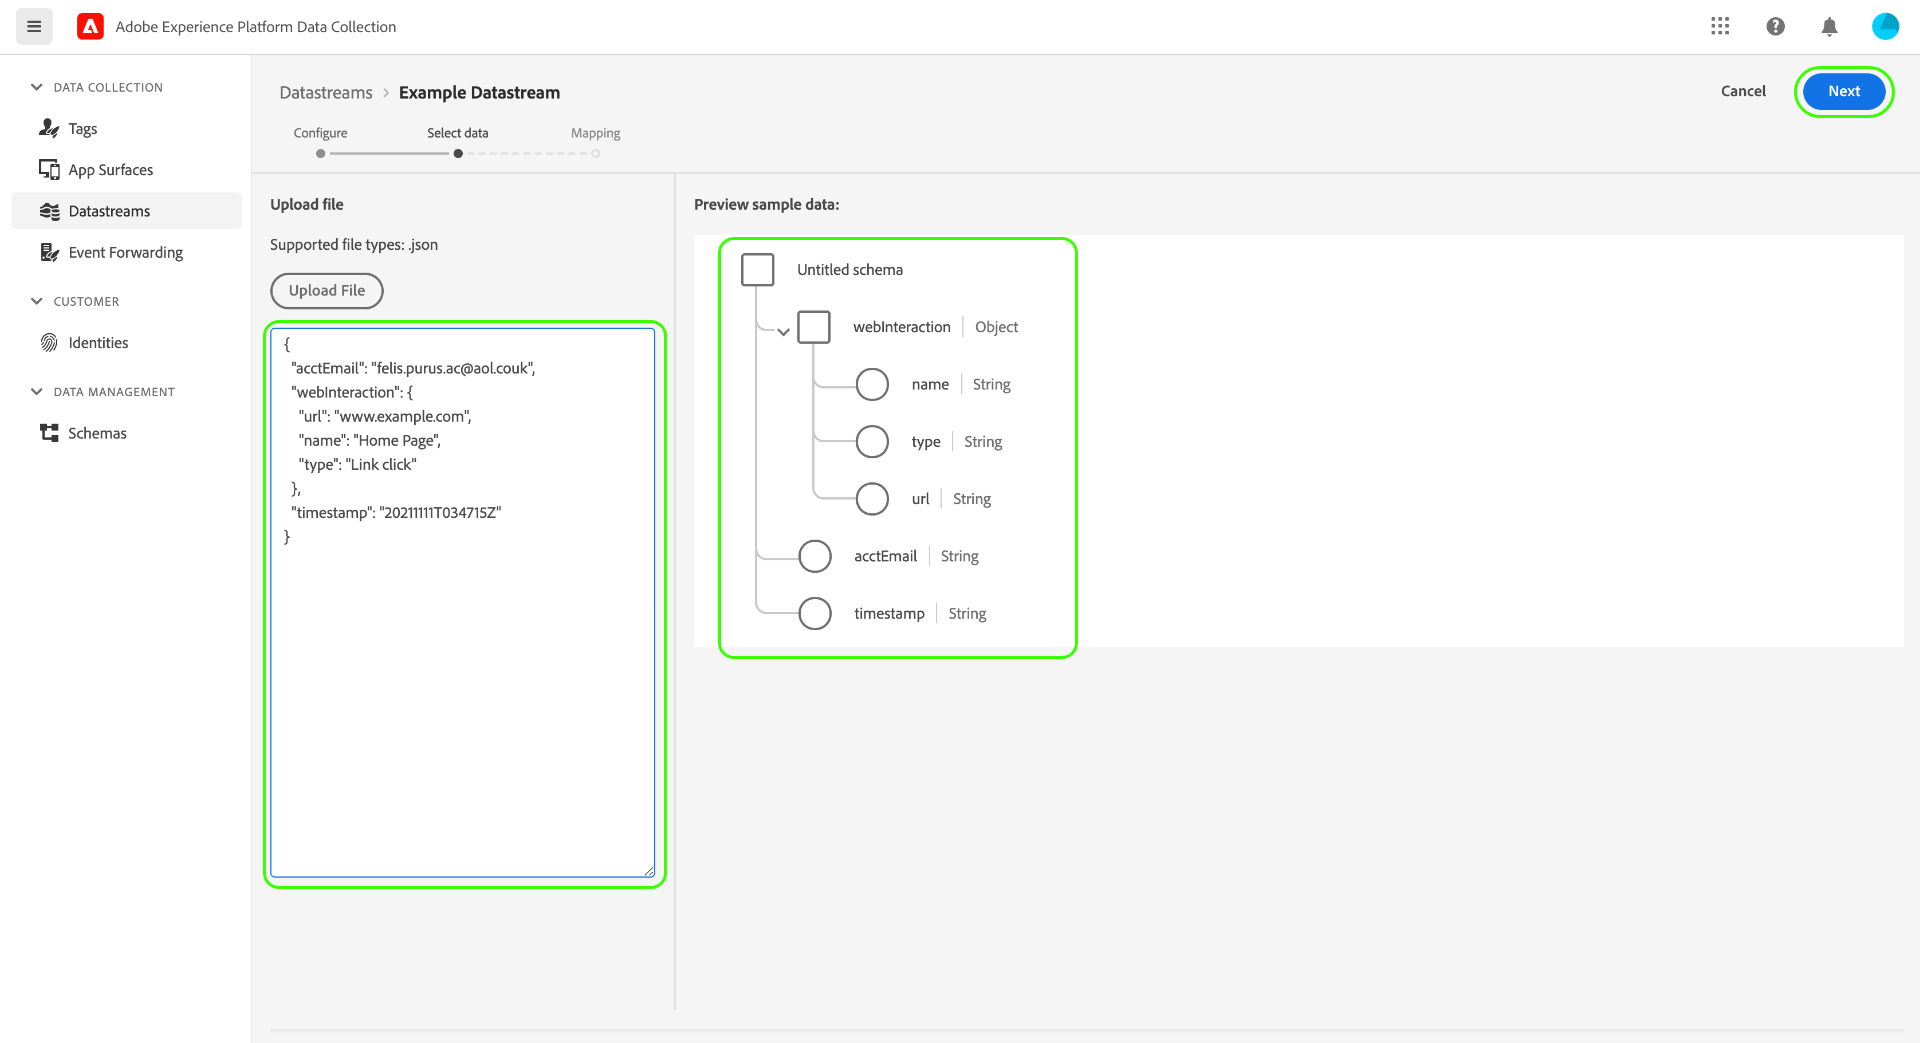 Adobe Experience Platform Data Collection
DATA COLLECTION
Tags
App Surfaces
Datastreams
Event Forwarding
CUSTOMER
Identities
DATA MANAGEMENT
Schemas
Datastreams > Example Datastream
Cancel
Next
Configure
Select data
Mapping
Upload file
Supported file types: .json
Upload File
{
"acctEmail": "felis.purus.ac@aol.couk",
"webInteraction": {
"url": "www.example.com",
"name": "Home Page",
"type": "Link click"
},
"timestamp": "20211111T034715Z"
}
Preview sample data:
Untitled schema
webInteraction | Object
name | String
type | String
url | String
acctEmail | String
timestamp | String